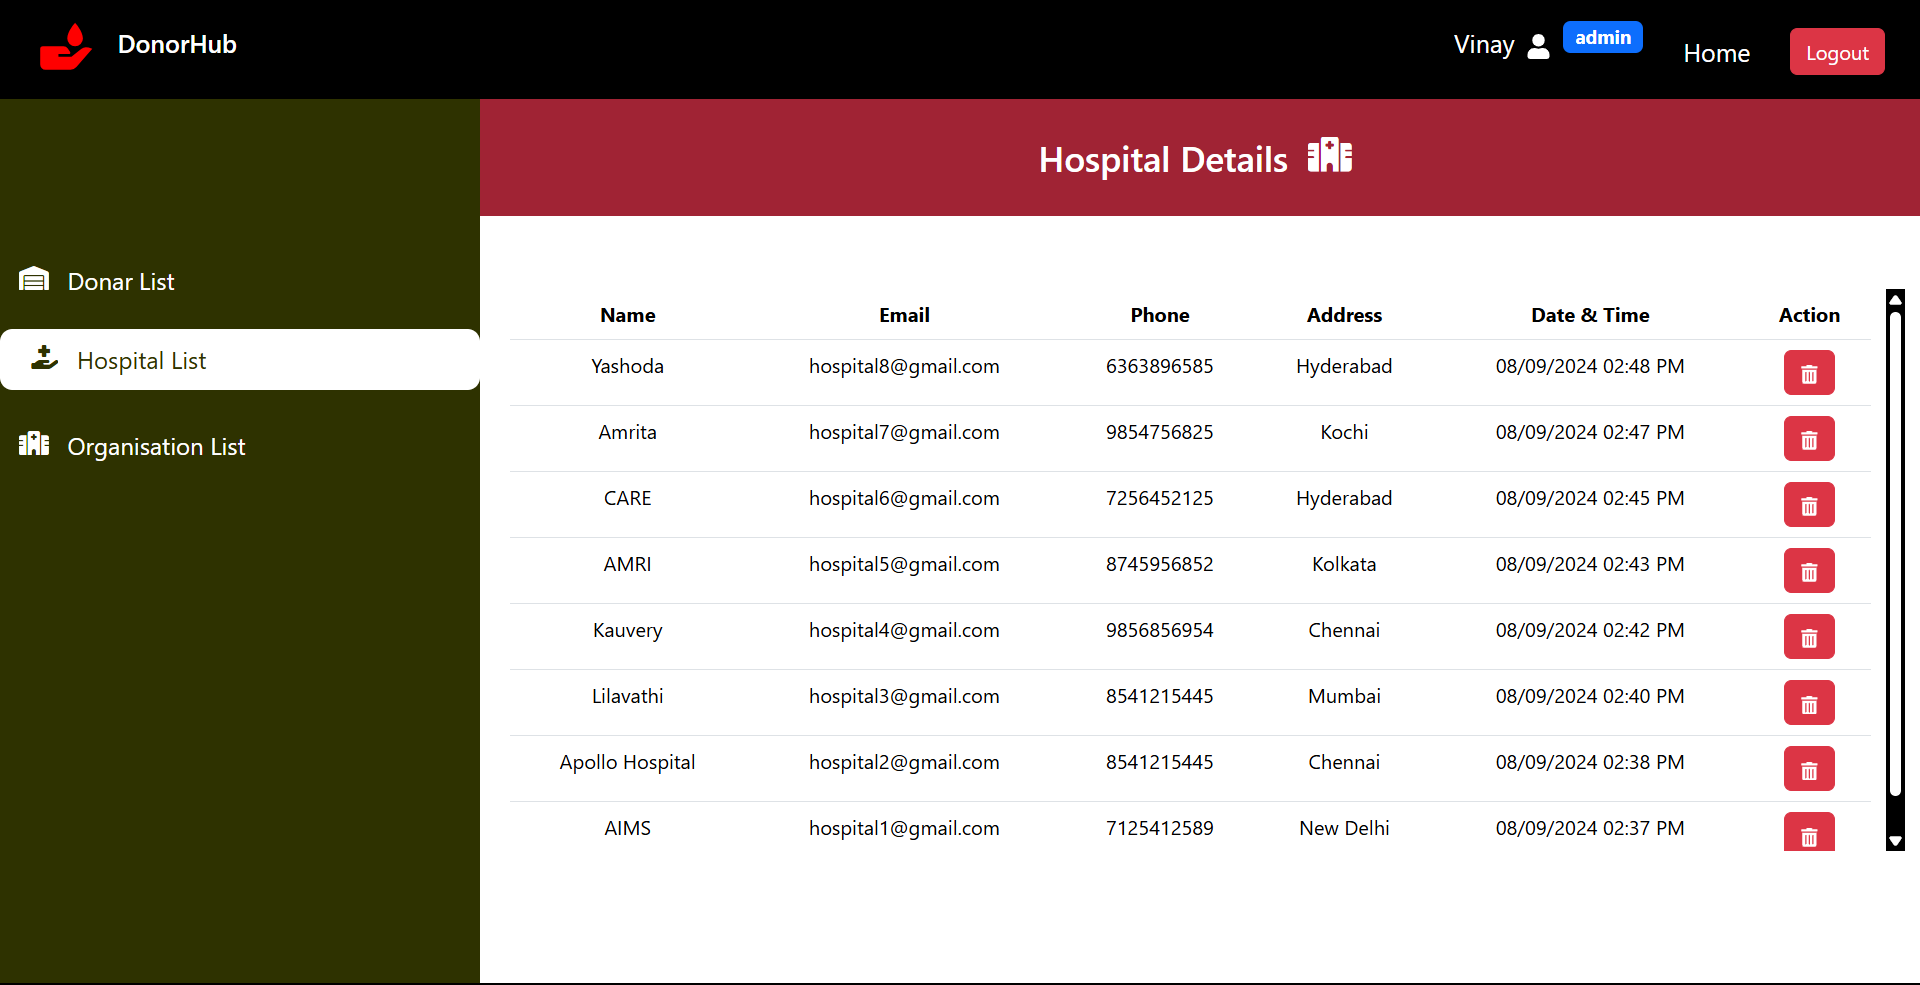 DonorHub
Vinay admin Home Logout
Hospital Details
Donar List
Hospital List
Organisation List
Name Email Phone Address Date & Time Action
Yashoda hospital8@gmail.com 6363896585 Hyderabad 08/09/2024 02:48 PM
Amrita hospital7@gmail.com 9854756825 Kochi 08/09/2024 02:47 PM
CARE hospital6@gmail.com 7256452125 Hyderabad 08/09/2024 02:45 PM
AMRI hospital5@gmail.com 8745956852 Kolkata 08/09/2024 02:43 PM
Kauvery hospital4@gmail.com 9856856954 Chennai 08/09/2024 02:42 PM
Lilavathi hospital3@gmail.com 8541215445 Mumbai 08/09/2024 02:40 PM
Apollo Hospital hospital2@gmail.com 8541215445 Chennai 08/09/2024 02:38 PM
AIMS hospital1@gmail.com 7125412589 New Delhi 08/09/2024 02:37 PM